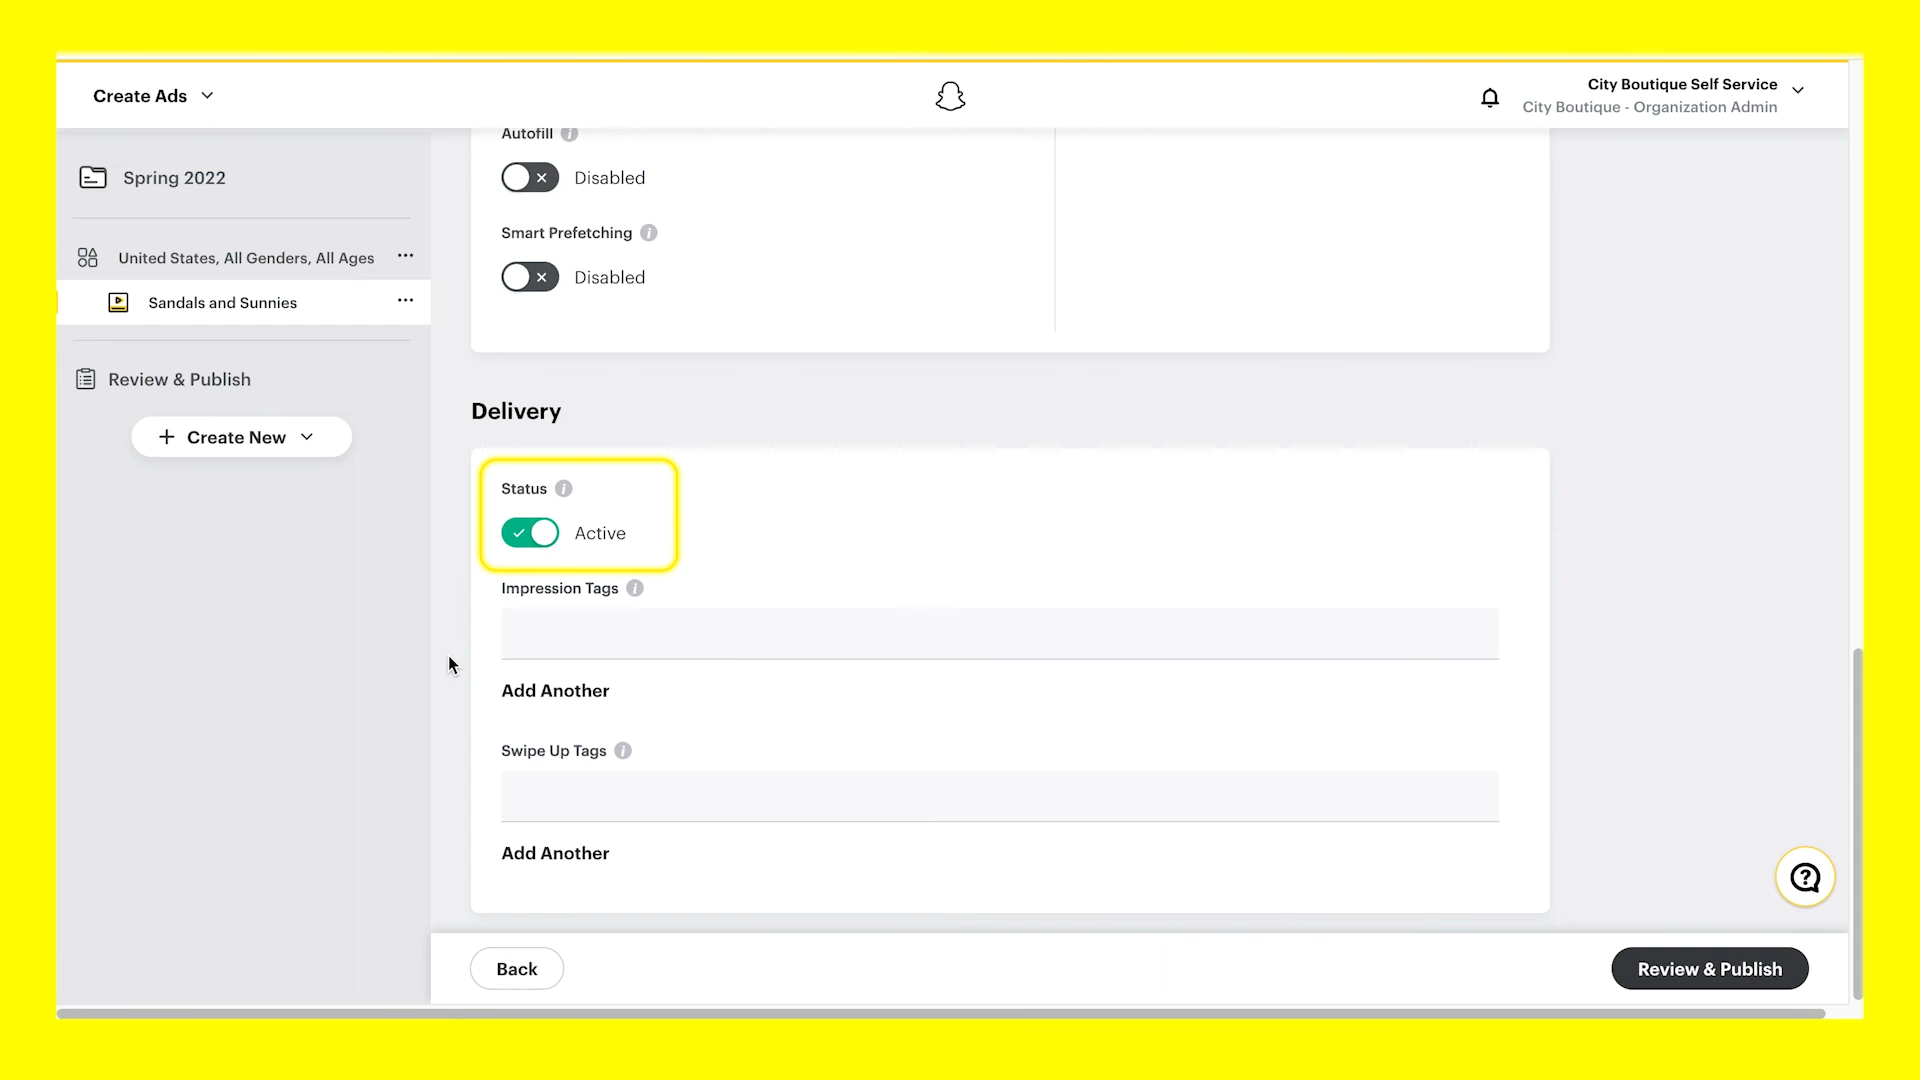 Create Ads
City Boutique Self Service
City Boutique - Organization Admin
Spring 2022
United States, All Genders, All Ages
Sandals and Sunnies
Review & Publish
Create New
Autofill
Disabled
Smart Prefetching
Disabled
Delivery
Status
Active
Impression Tags
Add Another
Swipe Up Tags
Add Another
Back
Review & Publish